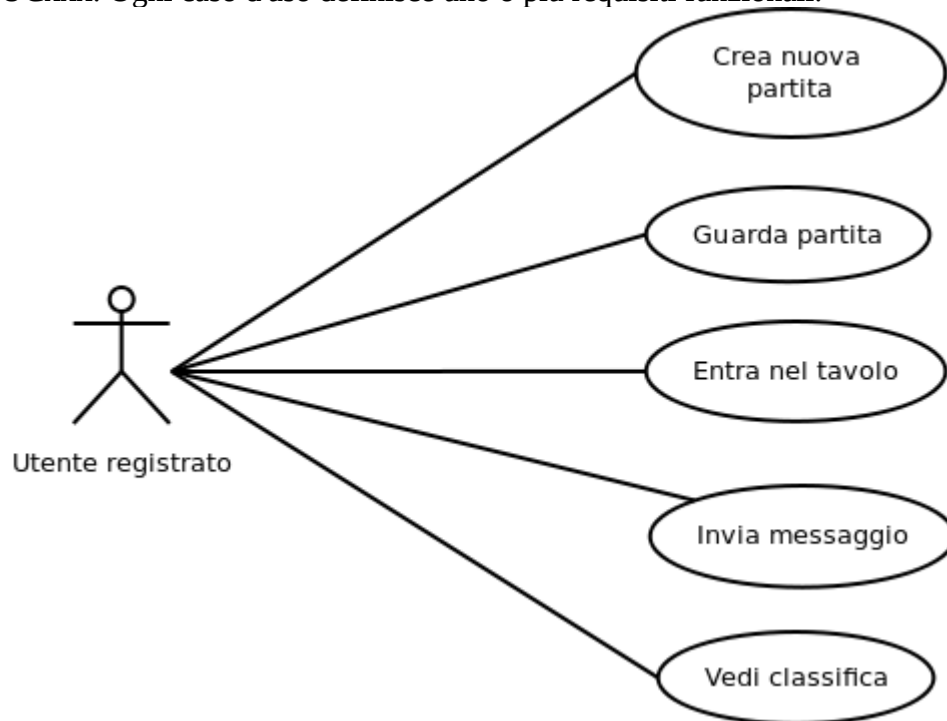 Ogni caso d'uso definisce uno o più requisiti funzionali.
Crea nuova
partita
Guarda partita
Entra nel tavolo
Utente registrato
Invia messaggio
Vedi classifica